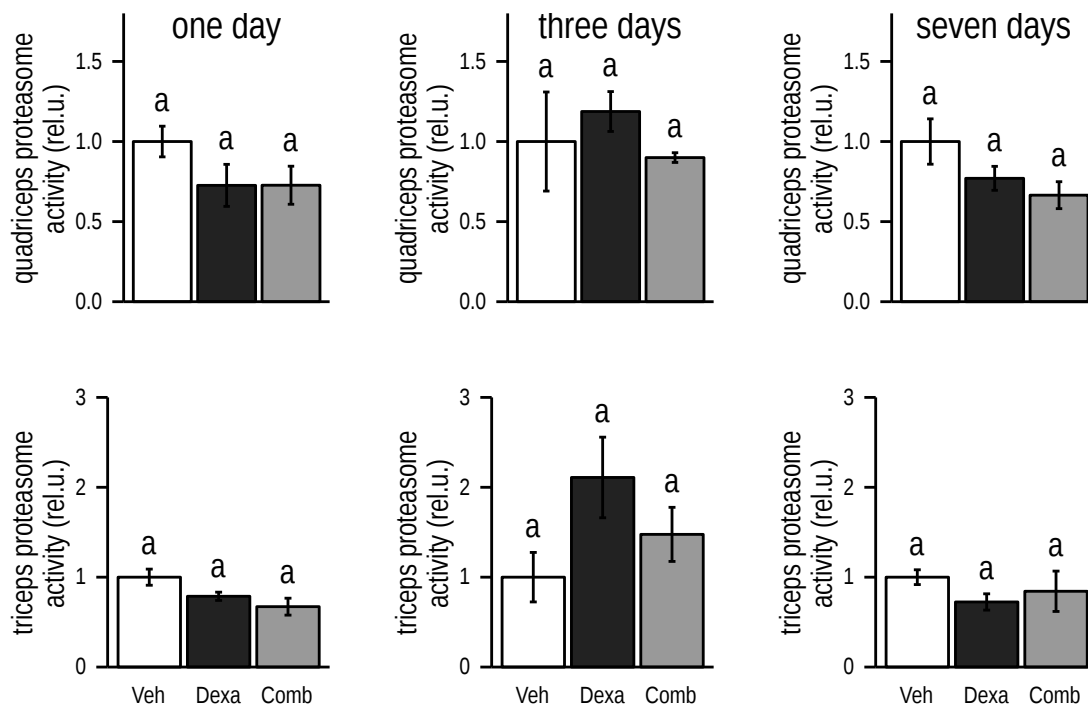 one day
three days
seven days
quadriceps proteasome
activity (rel.u.)
1.5
1.0
0.5
0.0
a
a
a
quadriceps proteasome
activity (rel.u.)
1.5
1.0
0.5
0.0
a
a
a
quadriceps proteasome
activity (rel.u.)
1.5
1.0
0.5
0.0
a
a
a
triceps proteasome
activity (rel.u.)
3
2
1
0
a
a
a
Veh Dexa Comb
triceps proteasome
activity (rel.u.)
3
2
1
0
a
a
a
Veh Dexa Comb
triceps proteasome
activity (rel.u.)
3
2
1
0
a
a
a
Veh Dexa Comb